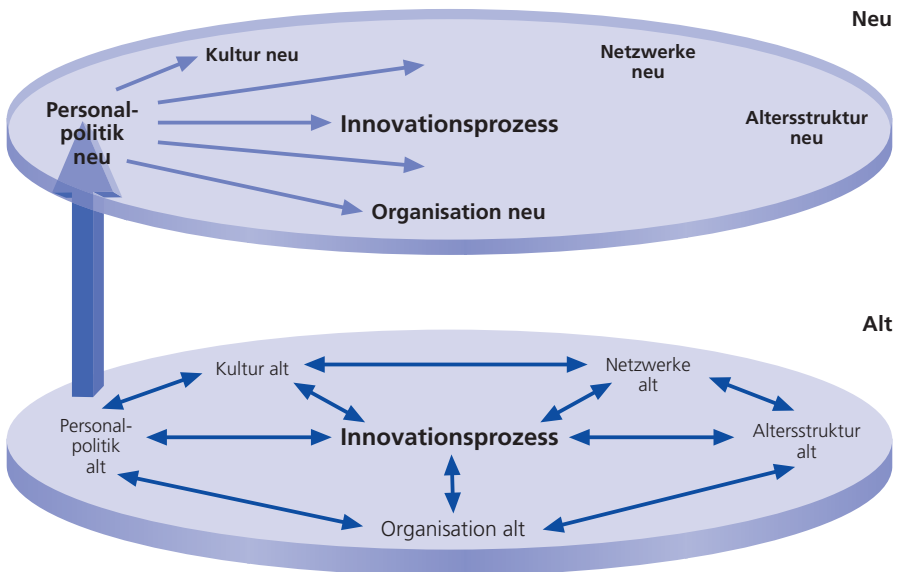 Neu
Kultur neu
Netzwerke
neu
Personal-
politik
neu
Innovationsprozess
Altersstruktur
neu
Organisation neu
Alt
Kultur alt
Netzwerke
alt
Personal-
politik
alt
Innovationsprozess
Altersstruktur
alt
Organisation alt